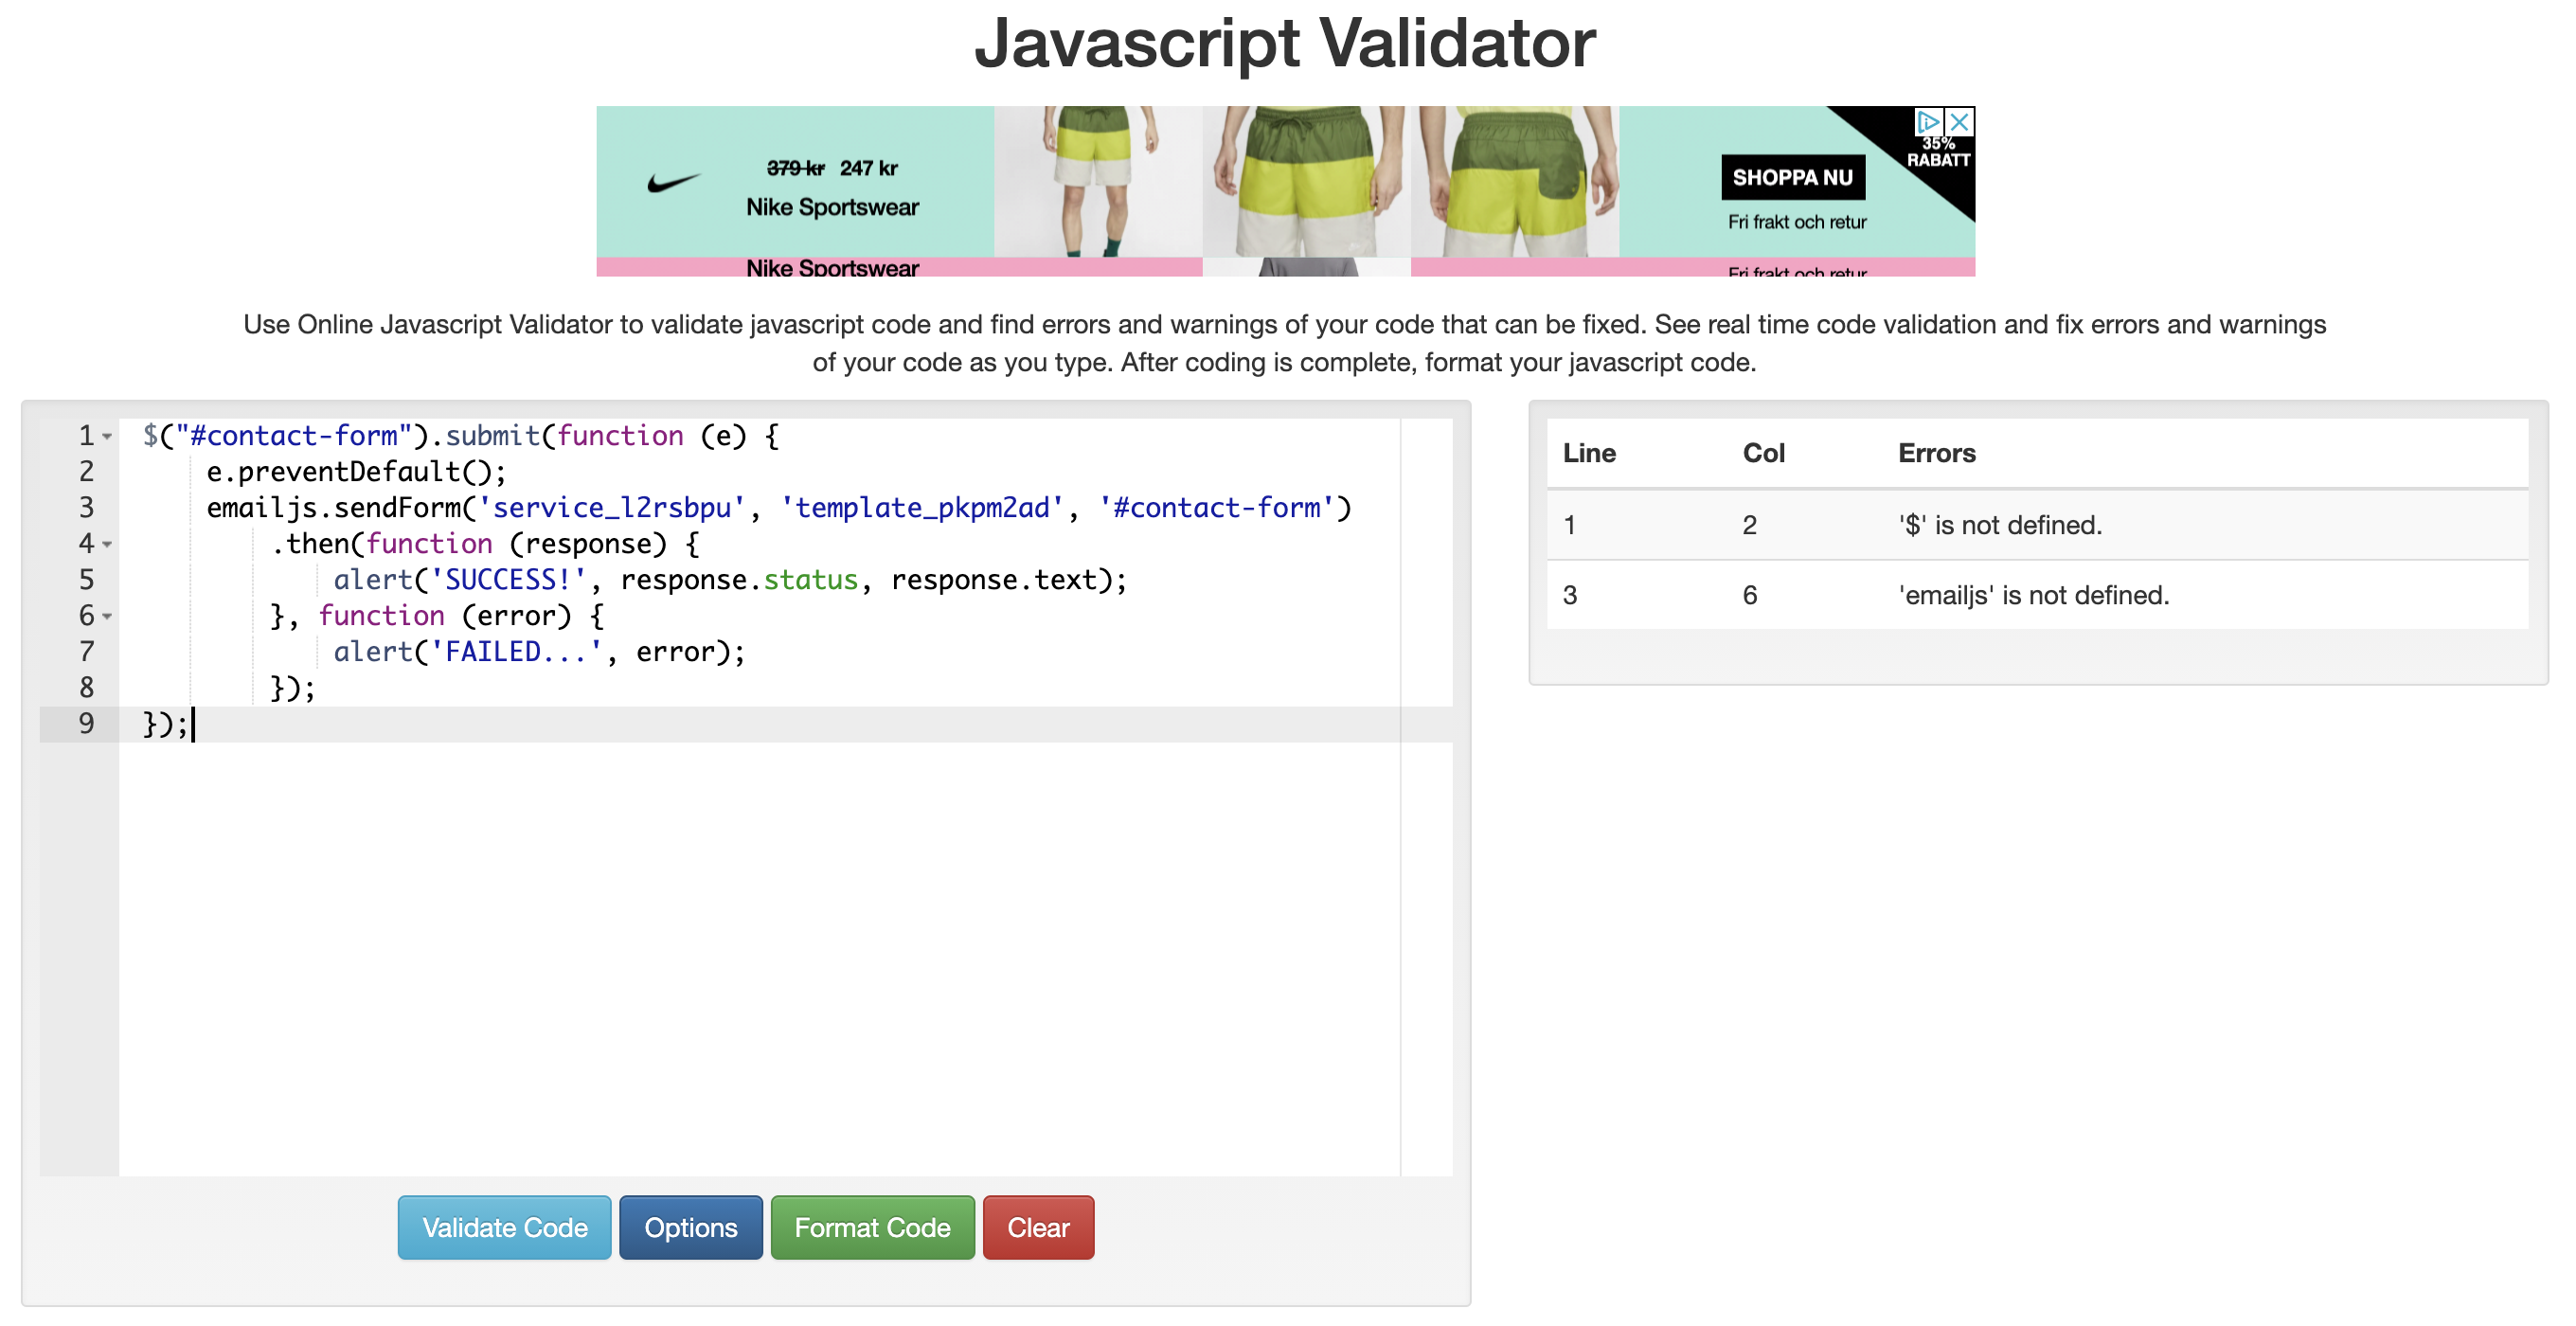 Javascript Validator
379 kr 247 kr
Nike Sportswear
SHOPPA NU
Fri frakt och retur
35%
RABATT
Nike Sportswear
Fri frakt och retur
Use Online Javascript Validator to validate javascript code and find errors and warnings of your code that can be fixed. See real time code validation and fix errors and warnings
of your code as you type. After coding is complete, format your javascript code.
1 $("#contact-form").submit(function (e) {
2 e.preventDefault();
3 emailjs.sendForm('service_l2rsbpu', 'template_pkpm2ad', '#contact-form')
4 .then(function (response) {
5 alert('SUCCESS!', response.status, response.text);
6 }, function (error) {
7 alert('FAILED...', error);
8 });
9 });
Validate Code Options Format Code Clear
Line Col Errors
1 2 '$' is not defined.
3 6 'emailjs' is not defined.